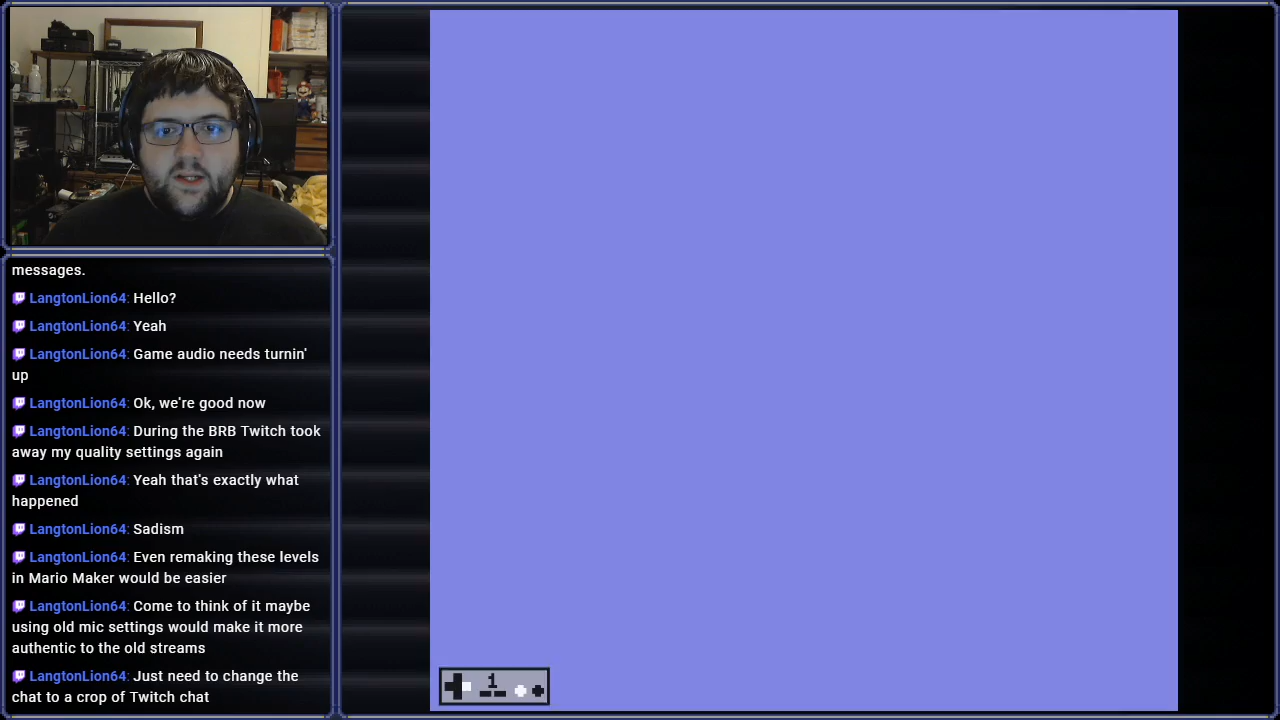 messages.
LangtonLion64: Hello?
LangtonLion64: Yeah
LangtonLion64: Game audio needs turnin'
up
LangtonLion64: Ok, we're good now
LangtonLion64: During the BRB Twitch took
away my quality settings again
LangtonLion64: Yeah that's exactly what
happened
LangtonLion64: Sadism
LangtonLion64: Even remaking these levels
in Mario Maker would be easier
LangtonLion64: Come to think of it maybe
using old mic settings would make it more
authentic to the old streams
LangtonLion64: Just need to change the
chat to a crop of Twitch chat
1